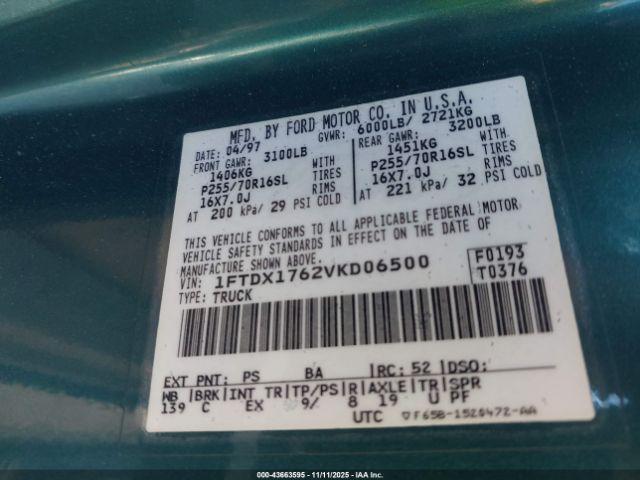 MFD. BY FORD MOTOR CO. IN U.S.A.
DATE: 04/97 GVWR: 6000LB/ 2721KG
FRONT GAWR: 3100LB REAR GAWR: 3200LB
1406KG WITH 1451KG WITH
P255/70R16SL TIRES P255/70R16SL TIRES
16X7.0J RIMS 16X7.0J RIMS
AT 200 kPa/ 29 PSI COLD AT 221 kPa/ 32 PSI COLD
THIS VEHICLE CONFORMS TO ALL APPLICABLE FEDERAL MOTOR
VEHICLE SAFETY STANDARDS IN EFFECT ON THE DATE OF
MANUFACTURE SHOWN ABOVE.
VIN: 1FTDX1762VKD06500 F0193
TYPE: TRUCK T0376
EXT PNT: PS BA RC: 52 DSO:
WB BRK INT TR TP/PS R AXLE TR SPR
139 C EX 9/ 8 19 U PF
UTC F65B-1520472-AA
000-43663595 - 11/11/2025 - COPART, INC.